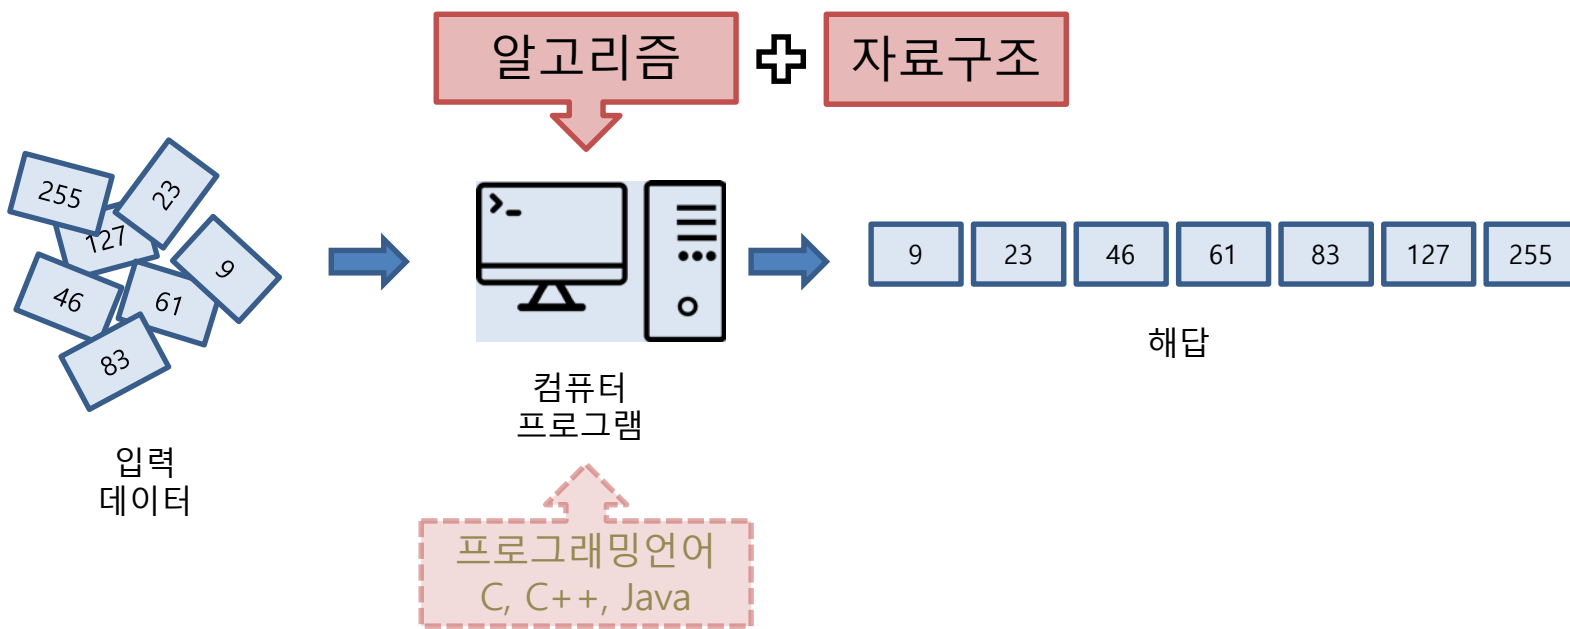 알고리즘
자료구조
255
23
127
9
46
61
83
>_
9
23
46
61
83
127
255
해답
컴퓨터
프로그램
입력
데이터
프로그래밍언어
C, C++, Java